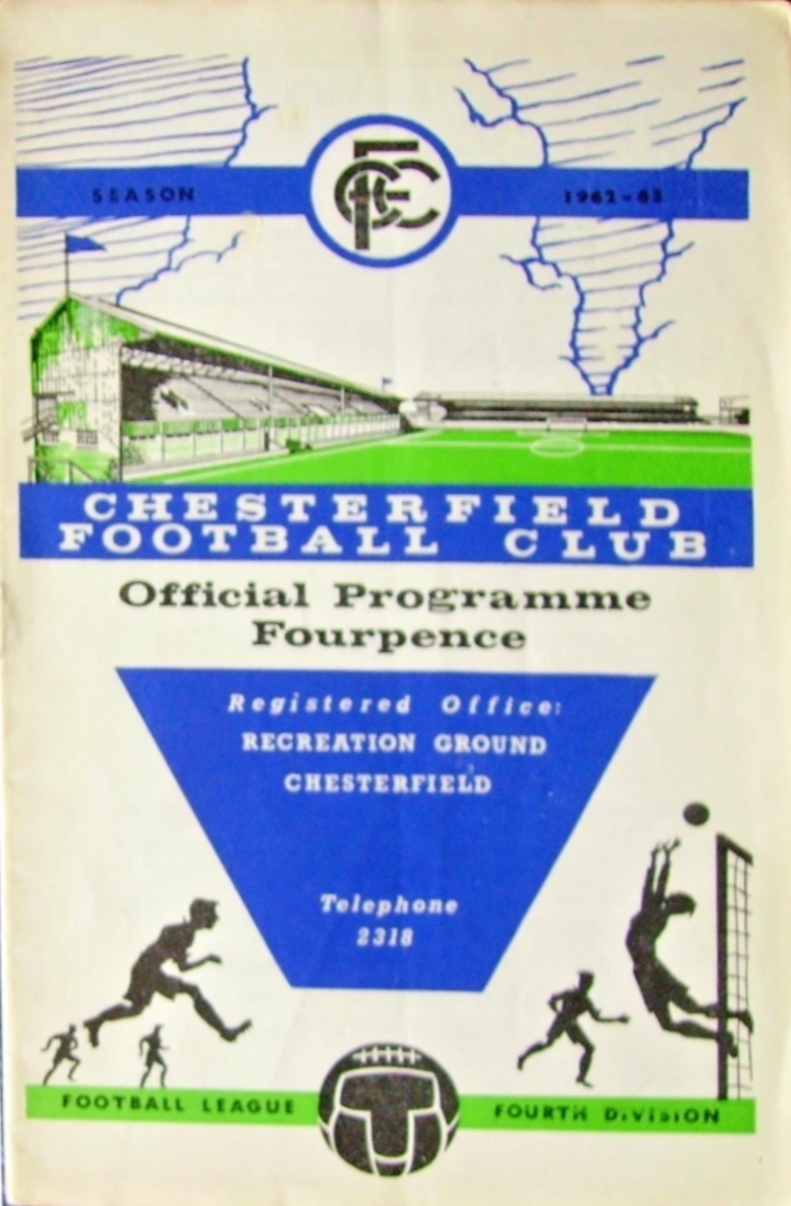 SEASON 1962-63
CFC
CHESTERFIELD
FOOTBALL CLUB
Official Programme
Fourpence
Registered Office:
RECREATION GROUND
CHESTERFIELD
Telephone
2318
FOOTBALL LEAGUE FOURTH DIVISION